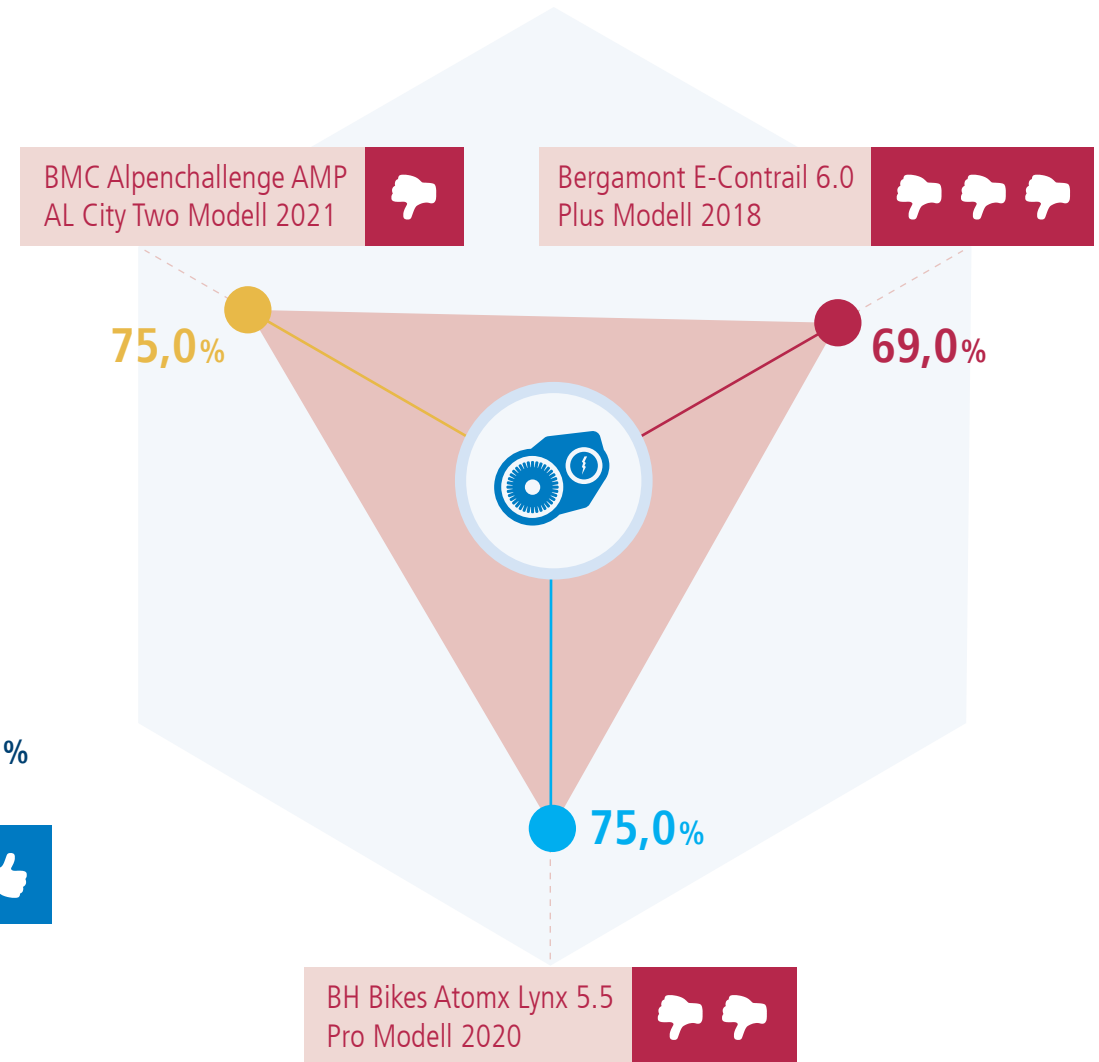 BMC Alpenchallenge AMP
AL City Two Modell 2021
Bergamont E-Contrail 6.0
Plus Modell 2018
75,0 %
69,0 %
%
75,0 %
BH Bikes Atomx Lynx 5.5
Pro Modell 2020